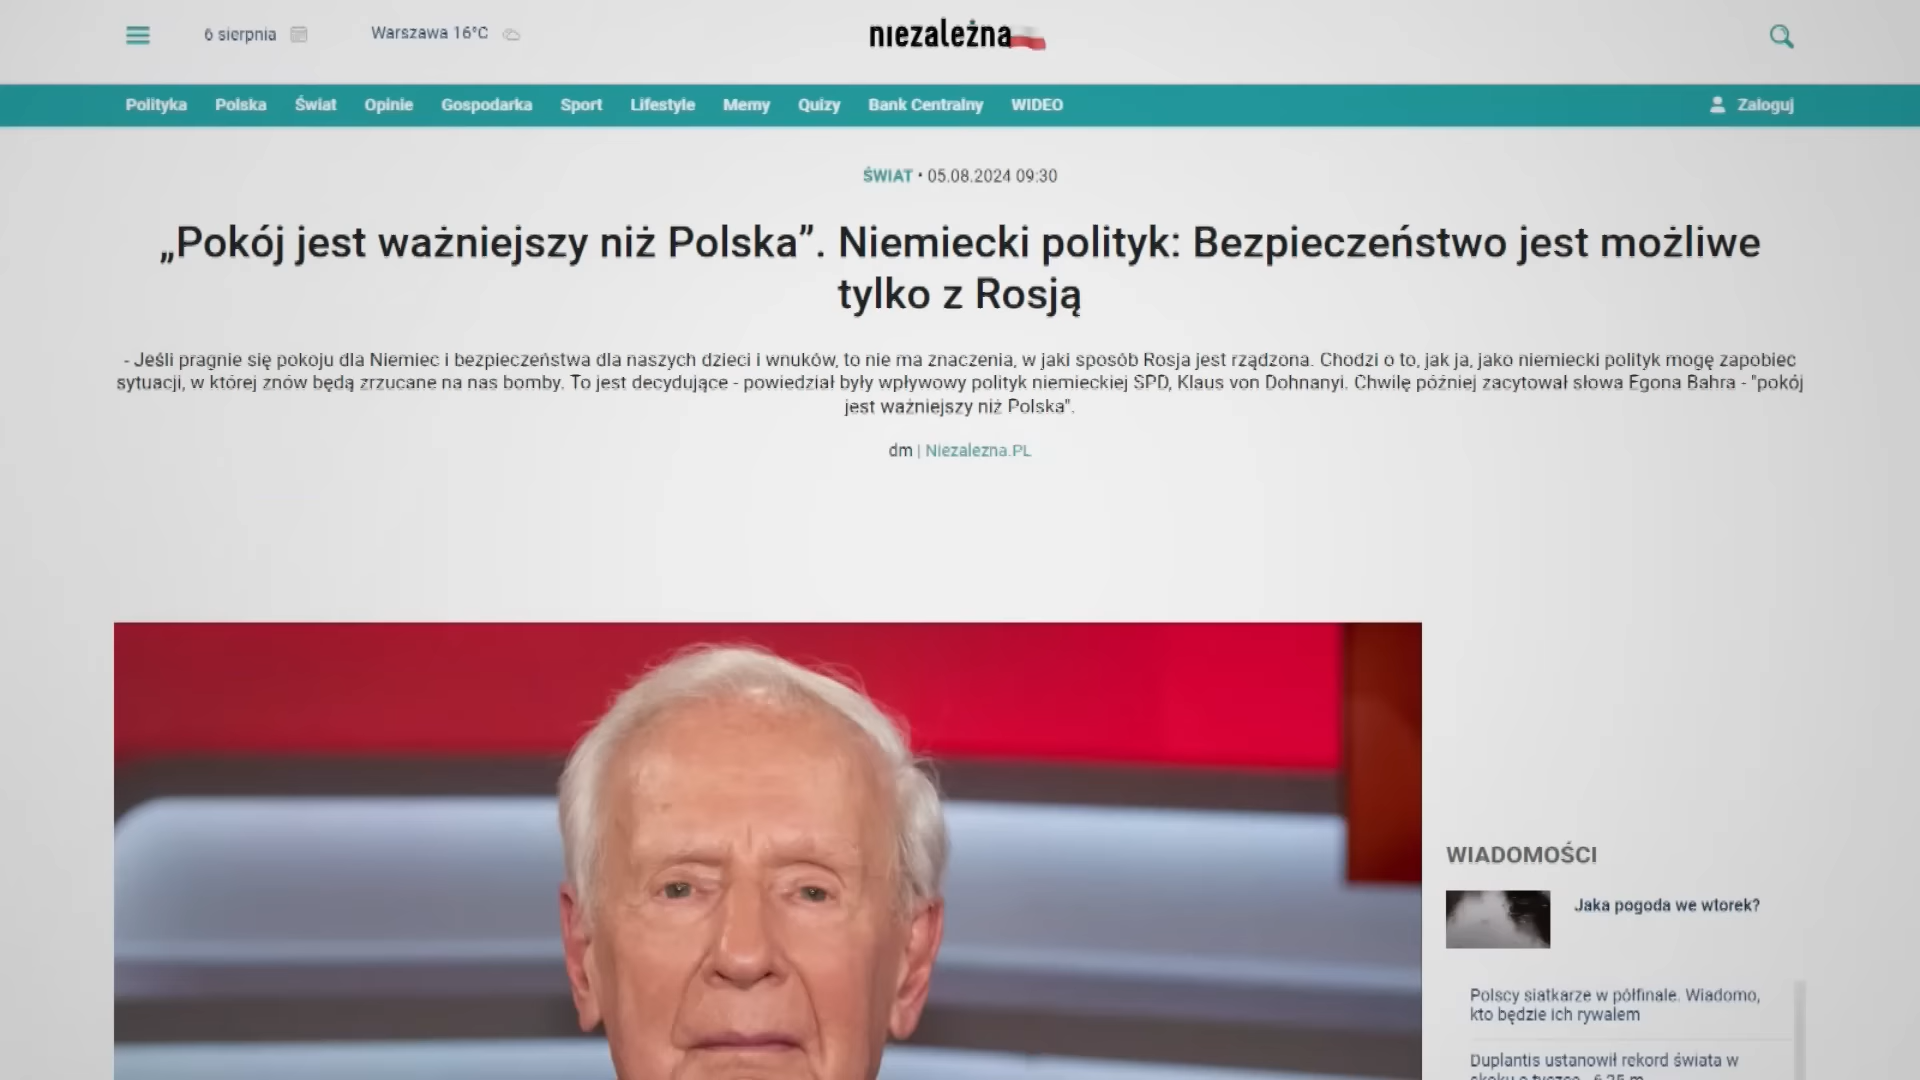 6 sierpnia
Warszawa 16°C
niezależna
Polityka Polska Świat Opinie Gospodarka Sport Lifestyle Memy Quizy Bank Centralny WIDEO Zaloguj
ŚWIAT • 05.08.2024 09:30
„Pokój jest ważniejszy niż Polska”. Niemiecki polityk: Bezpieczeństwo jest możliwe
tylko z Rosją
- Jeśli pragnie się pokoju dla Niemiec i bezpieczeństwa dla naszych dzieci i wnuków, to nie ma znaczenia, w jaki sposób Rosja jest rządzona. Chodzi o to, jak ja, jako niemiecki polityk mogę zapobiec
sytuacji, w której znów będą zrzucane na nas bomby. To jest decydujące - powiedział były wpływowy polityk niemieckiej SPD, Klaus von Dohnanyi. Chwilę później zacytował słowa Egona Bahra - "pokój
jest ważniejszy niż Polska".
dm | Niezalezna.PL
WIADOMOŚCI
Jaka pogoda we wtorek?
Polscy siatkarze w półfinale. Wiadomo,
kto będzie ich rywalem
Duplantis ustanowił rekord świata w
skoku o tyczce - 6,25 m